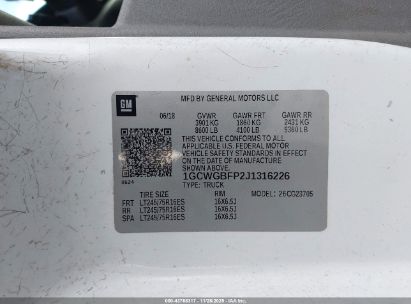 MFD BY GENERAL MOTORS LLC
GM
06/18 GVWR GAWR FRT GAWR RR
3901 KG 1860 KG 2431 KG
8600 LB 4100 LB 5360 LB
THIS VEHICLE CONFORMS TO ALL
APPLICABLE U.S. FEDERAL MOTOR
VEHICLE SAFETY STANDARDS IN EFFECT
ON THE DATE OF MANUFACTURE
SHOWN ABOVE.
1GCWGBFP2J1316226
TYPE: TRUCK
TIRE SIZE RIM MODEL: 26CG23705
FRT LT245/75R16ES 16X6.5J
RR LT245/75R16ES 16X6.5J
SPA LT245/75R16ES 16X6.5J